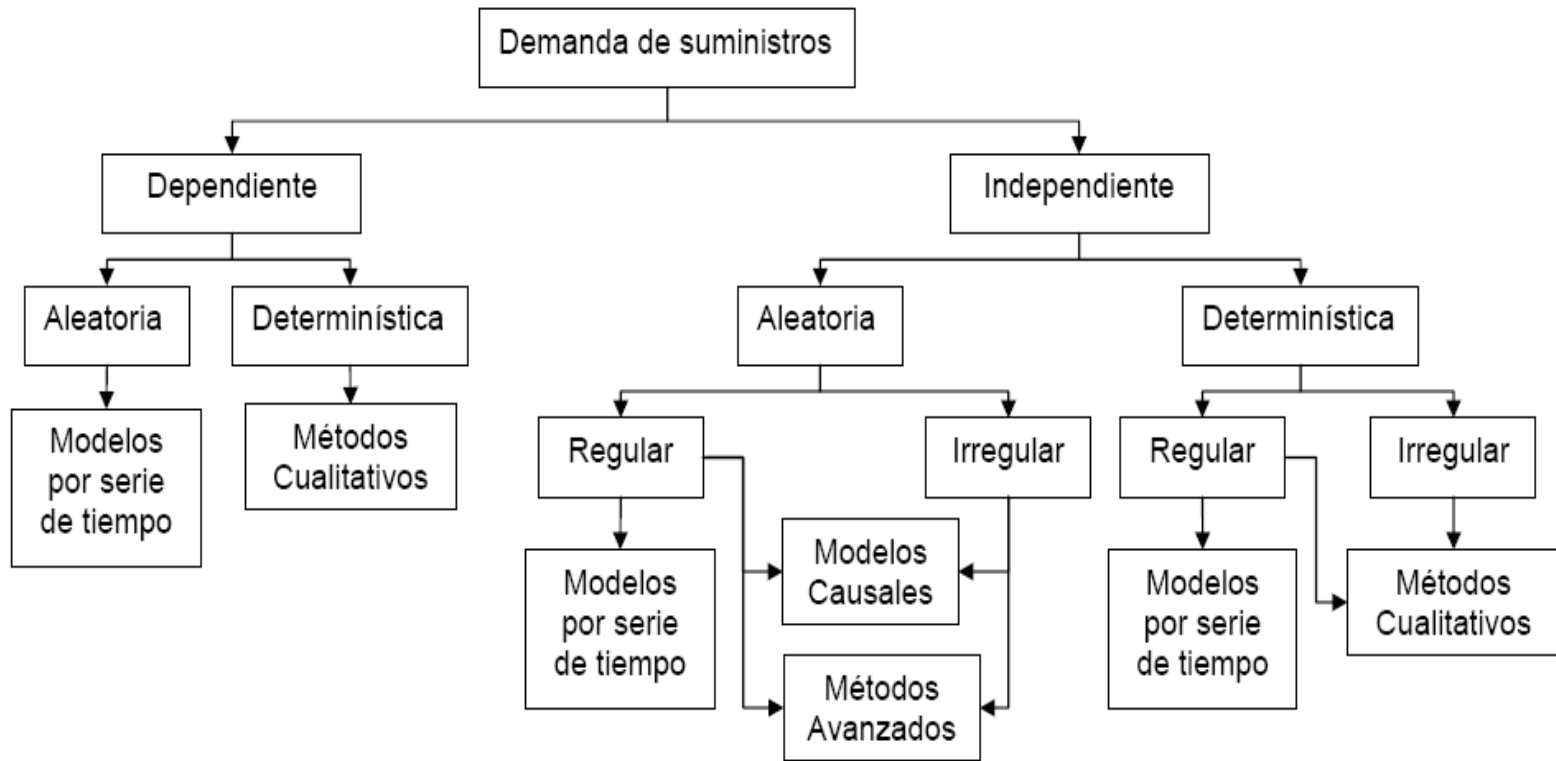 Demanda de suministros
Dependiente
Independiente
Aleatoria
Determinística
Aleatoria
Determinística
Modelos
por serie
de tiempo
Métodos
Cualitativos
Regular
Irregular
Regular
Irregular
Modelos
por serie
de tiempo
Modelos
Causales
Métodos
Avanzados
Modelos
por serie
de tiempo
Métodos
Cualitativos